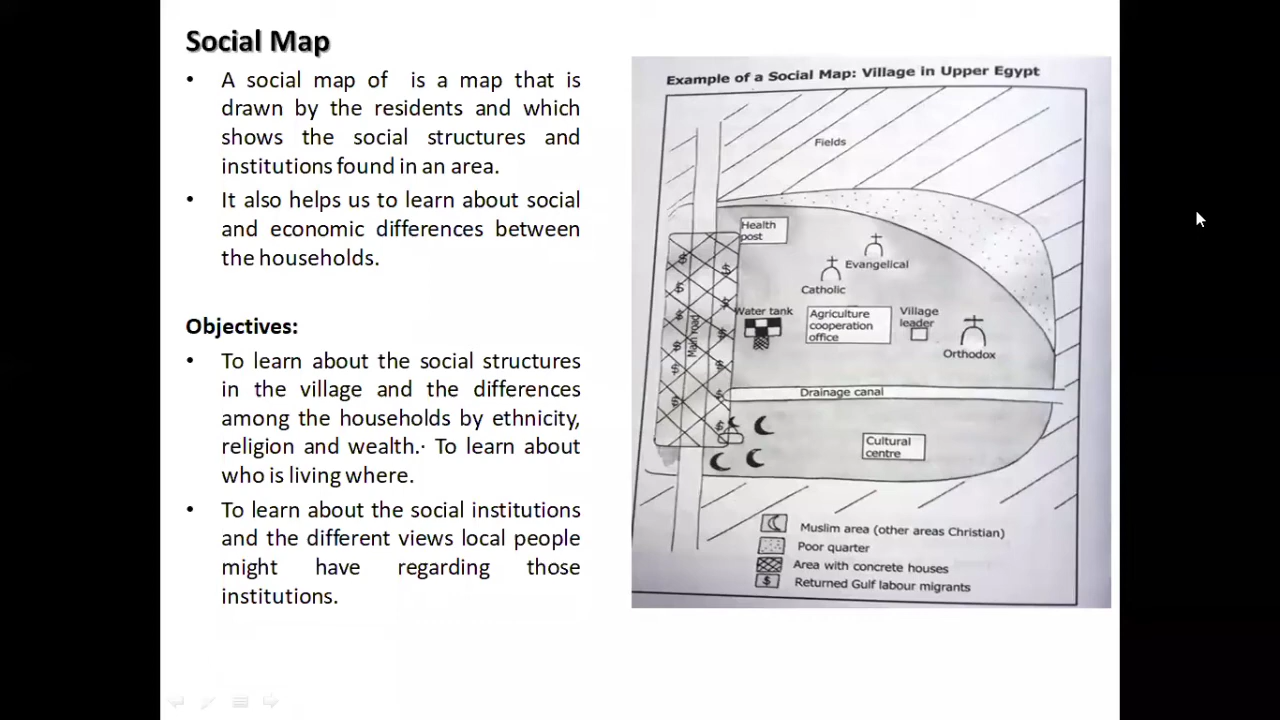 Social Map
• A social map of is a map that is
drawn by the residents and which
shows the social structures and
institutions found in an area.
• It also helps us to learn about social
and economic differences between
the households.
Objectives:
• To learn about the social structures
in the village and the differences
among the households by ethnicity,
religion and wealth.· To learn about
who is living where.
• To learn about the social institutions
and the different views local people
might have regarding those
institutions.
Example of a Social Map: Village in Upper Egypt
Fields
Health
post
Evangelical
Catholic
Water tank
Agriculture
cooperation
office
Village
leader
Orthodox
Main road
Drainage canal
Cultural
centre
Muslim area (other areas Christian)
Poor quarter
Area with concrete houses
$ Returned Gulf labour migrants